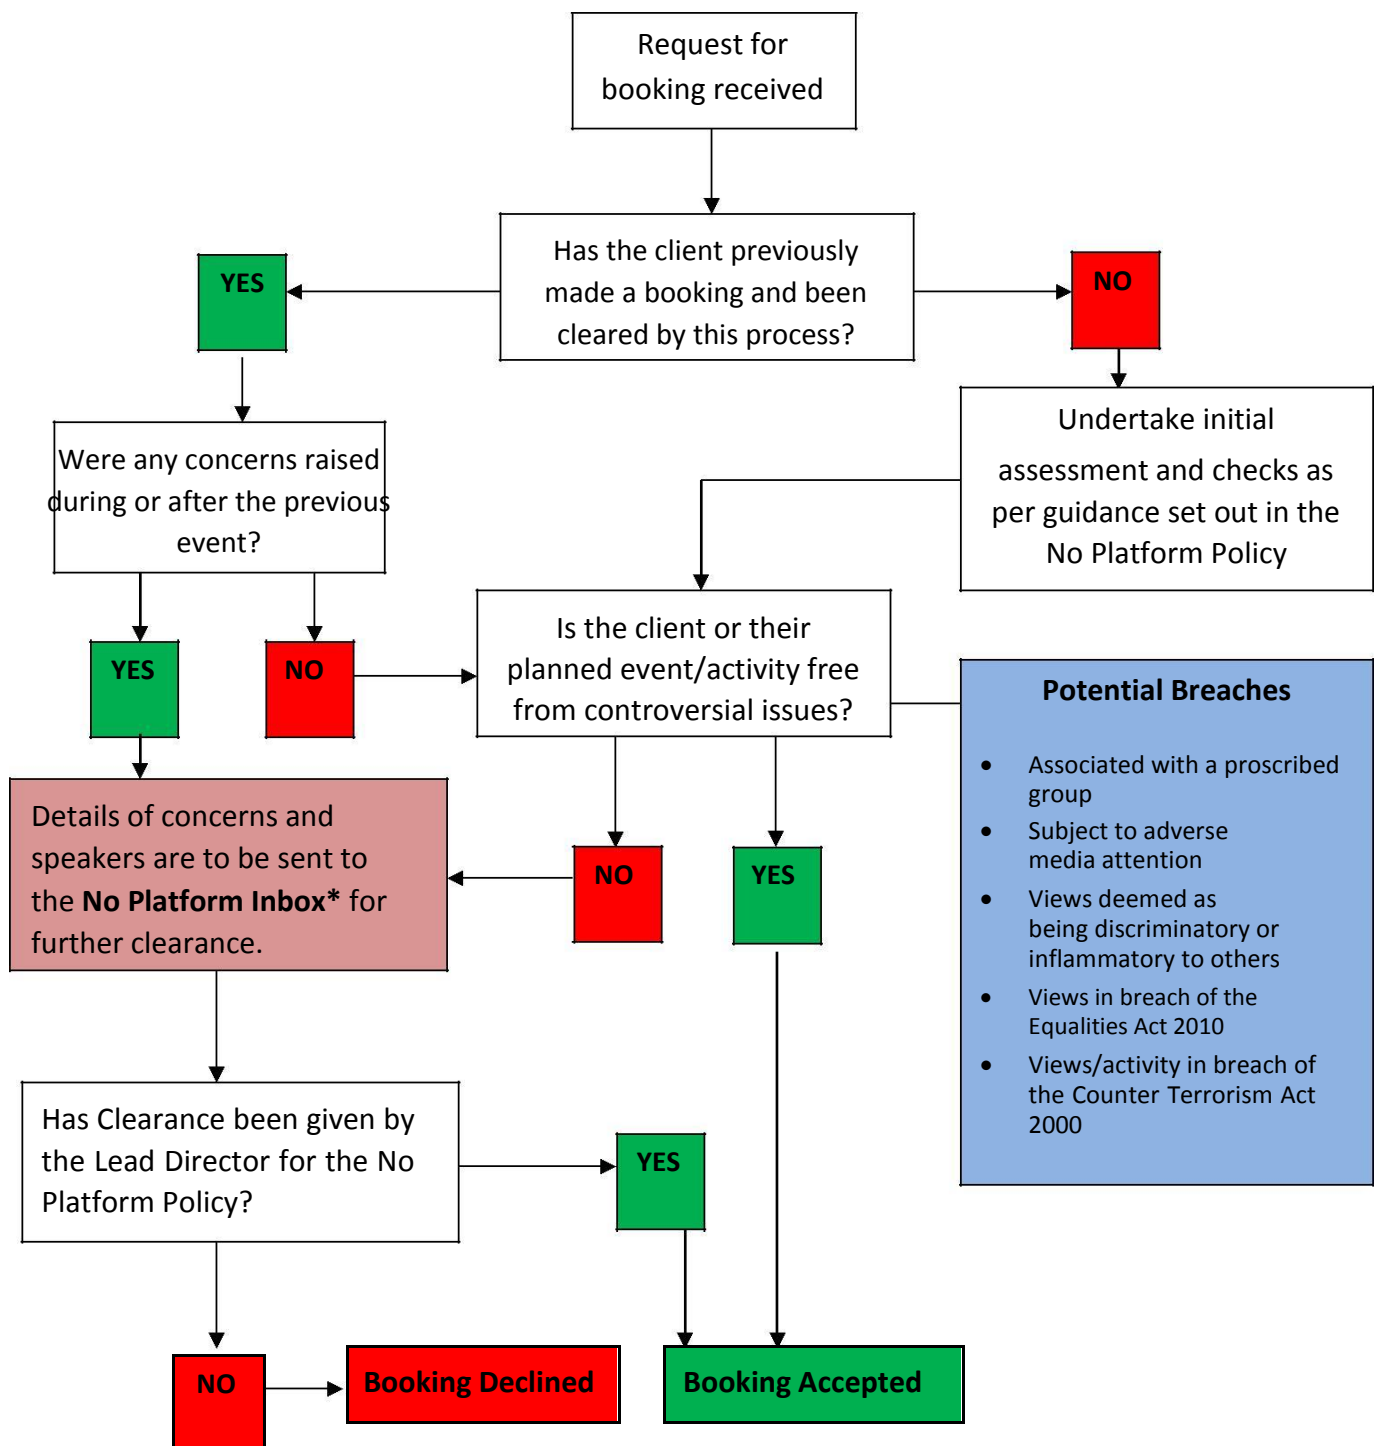 Request for
booking received
Has the client previously
made a booking and been
cleared by this process?
YES
NO
Undertake initial
assessment and checks as
per guidance set out in the
No Platform Policy
Were any concerns raised
during or after the previous
event?
YES
NO
Is the client or their
planned event/activity free
from controversial issues?
Potential Breaches
• Associated with a proscribed
group
• Subject to adverse
media attention
• Views deemed as
being discriminatory or
inflammatory to others
• Views in breach of the
Equalities Act 2010
• Views/activity in breach of
the Counter Terrorism Act
2000
NO
YES
Details of concerns and
speakers are to be sent to
the No Platform Inbox* for
further clearance.
Has Clearance been given by
the Lead Director for the No
Platform Policy?
YES
NO
Booking Declined
Booking Accepted